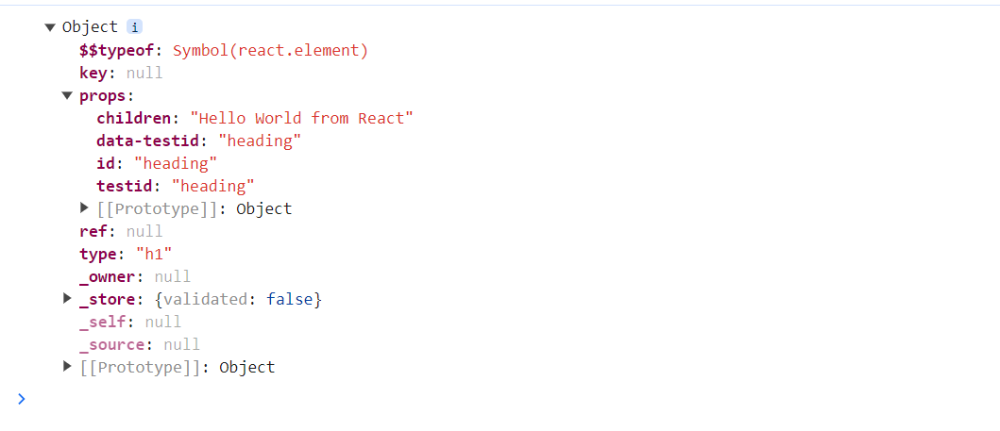 Object i
$$typeof: Symbol(react.element)
key: null
props:
children: "Hello World from React"
data-testid: "heading"
id: "heading"
testid: "heading"
[[Prototype]]: Object
ref: null
type: "h1"
_owner: null
_store: {validated: false}
_self: null
_source: null
[[Prototype]]: Object